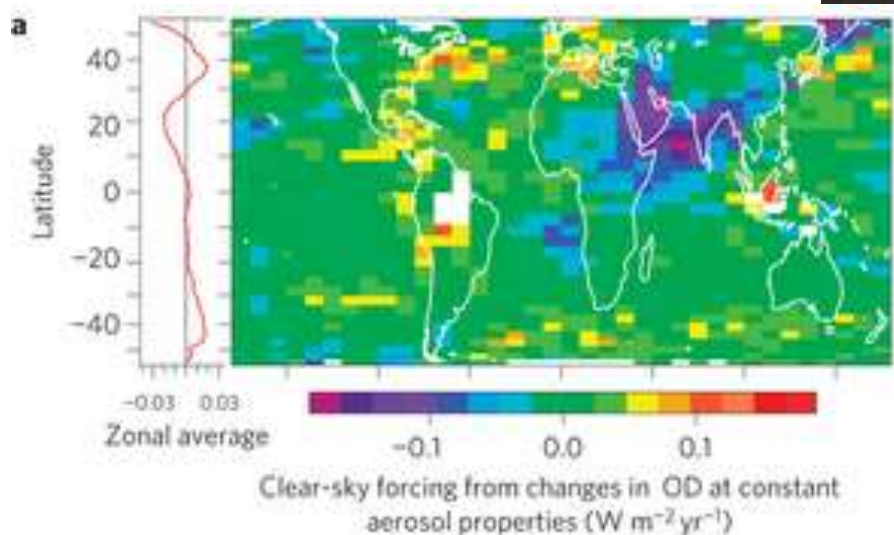 a
40
20
0
−20
−40
Latitude
−0.03 0.03
Zonal average
−0.1 0.0 0.1
Clear-sky forcing from changes in OD at constant
aerosol properties (W m⁻² yr⁻¹)